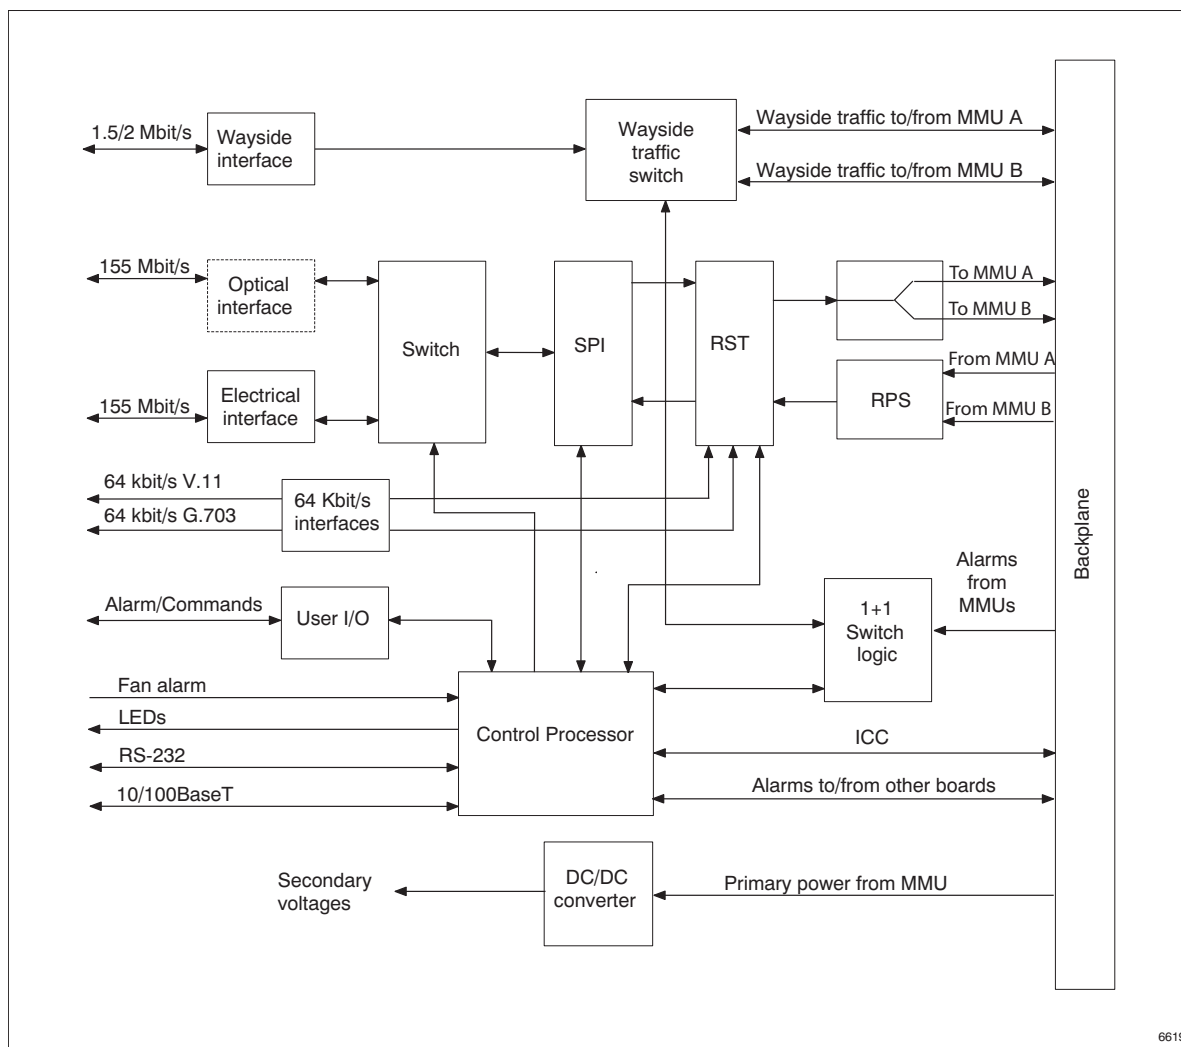 Wayside traffic to/from MMU A
1.5/2 Mbit/s
Wayside
interface
Wayside
traffic
switch
Wayside traffic to/from MMU B
155 Mbit/s
Optical
interface
To MMU A
To MMU B
Switch
SPI
RST
From MMU A
155 Mbit/s
Electrical
interface
RPS
From MMU B
64 kbit/s V.11
64 kbit/s G.703
64 Kbit/s
interfaces
Backplane
Alarms
from
MMUs
Alarm/Commands
User I/O
1+1
Switch
logic
Fan alarm
LEDs
RS-232
10/100BaseT
Control Processor
ICC
Alarms to/from other boards
Secondary
voltages
DC/DC
converter
Primary power from MMU
6619